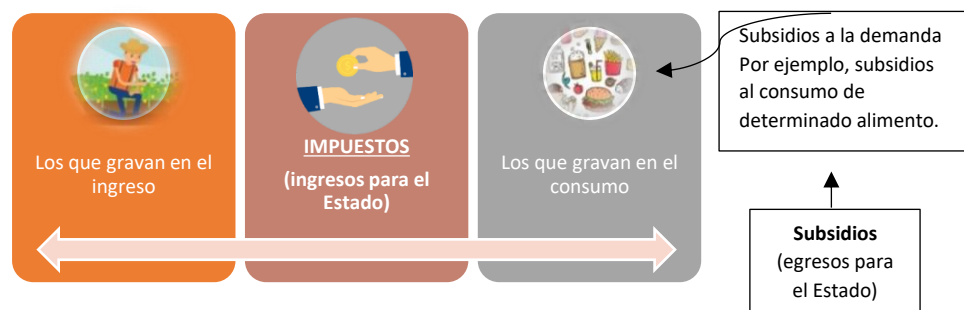 Los que gravan en el
ingreso
IMPUESTOS
(ingresos para el
Estado)
Los que gravan en el
consumo
Subsidios a la demanda
Por ejemplo, subsidios
al consumo de
determinado alimento.
Subsidios
(egresos para
el Estado)